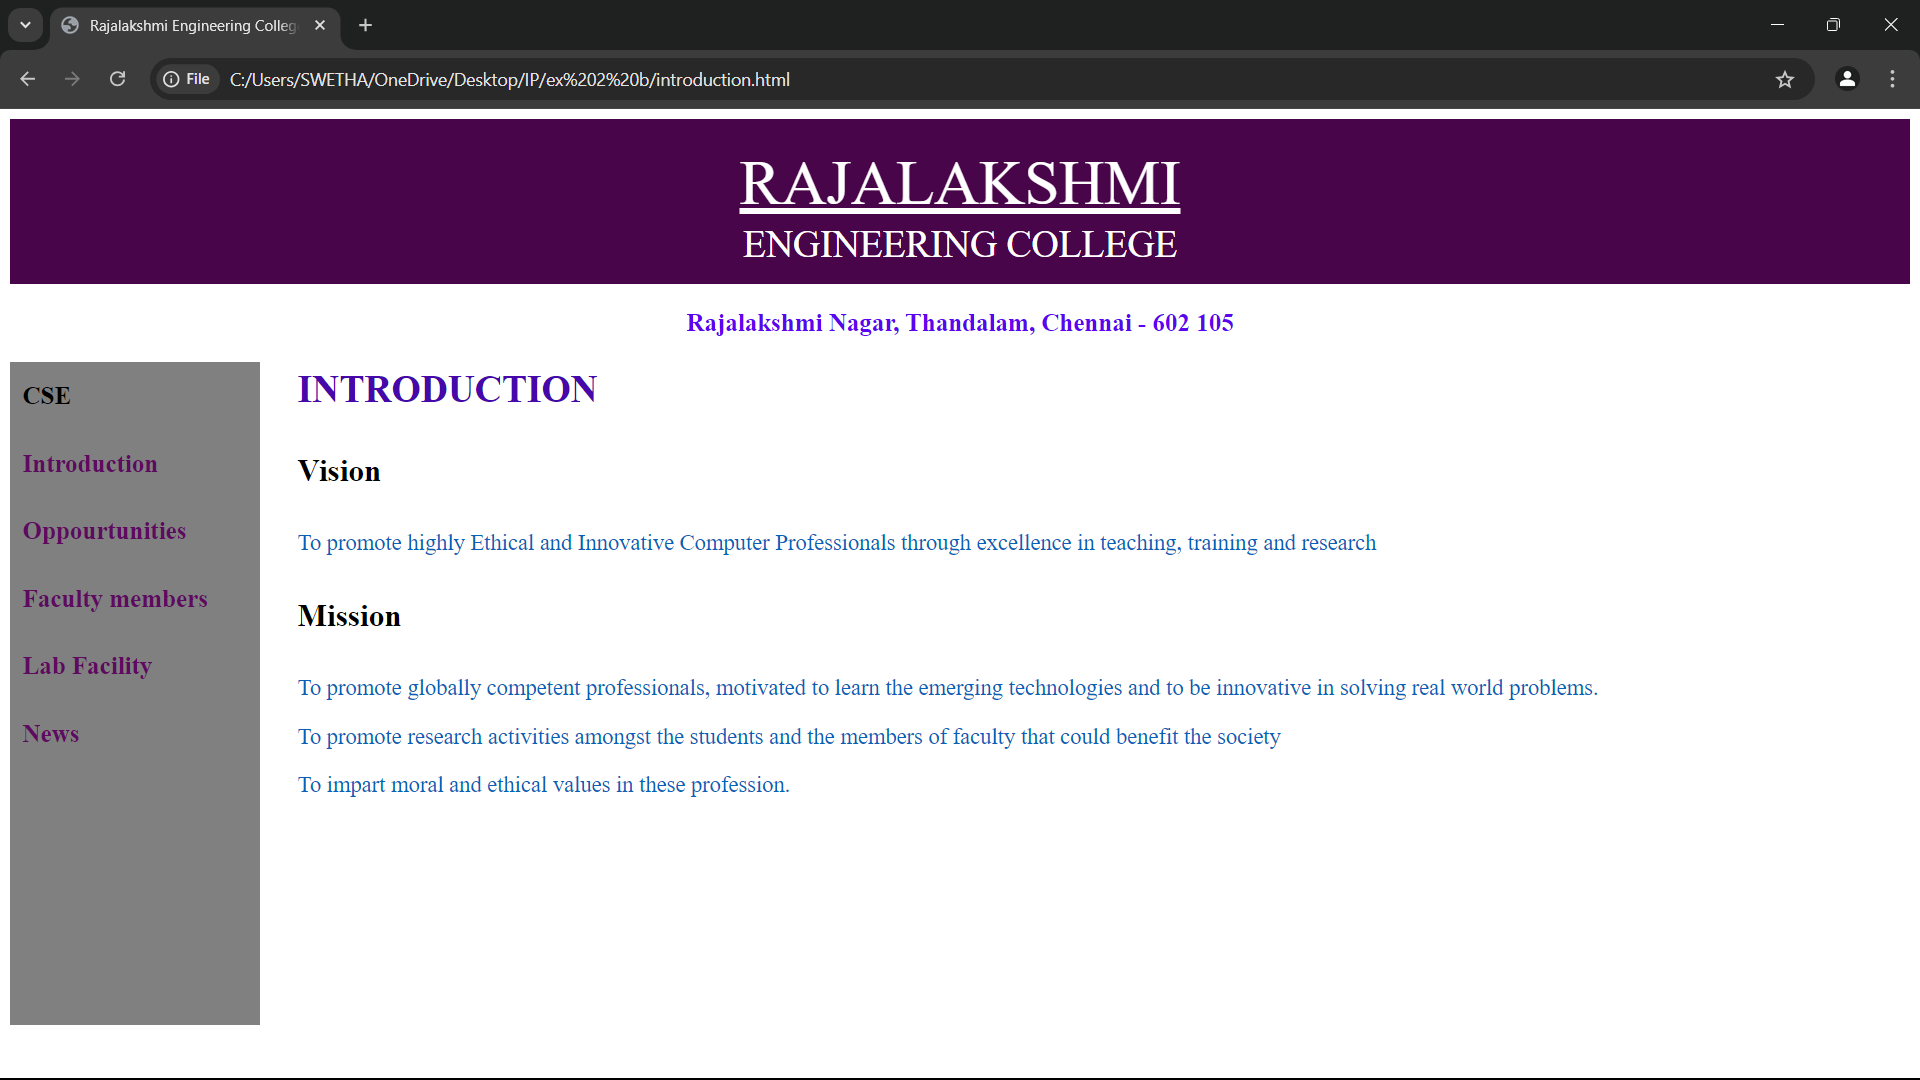 Rajalakshmi Engineering Colleg
File
C:/Users/SWETHA/OneDrive/Desktop/IP/ex%202%20b/introduction.html
RAJALAKSHMI
ENGINEERING COLLEGE
Rajalakshmi Nagar, Thandalam, Chennai - 602 105
CSE
Introduction
Oppourtunities
Faculty members
Lab Facility
News
INTRODUCTION
Vision
To promote highly Ethical and Innovative Computer Professionals through excellence in teaching, training and research
Mission
To promote globally competent professionals, motivated to learn the emerging technologies and to be innovative in solving real world problems.
To promote research activities amongst the students and the members of faculty that could benefit the society
To impart moral and ethical values in these profession.